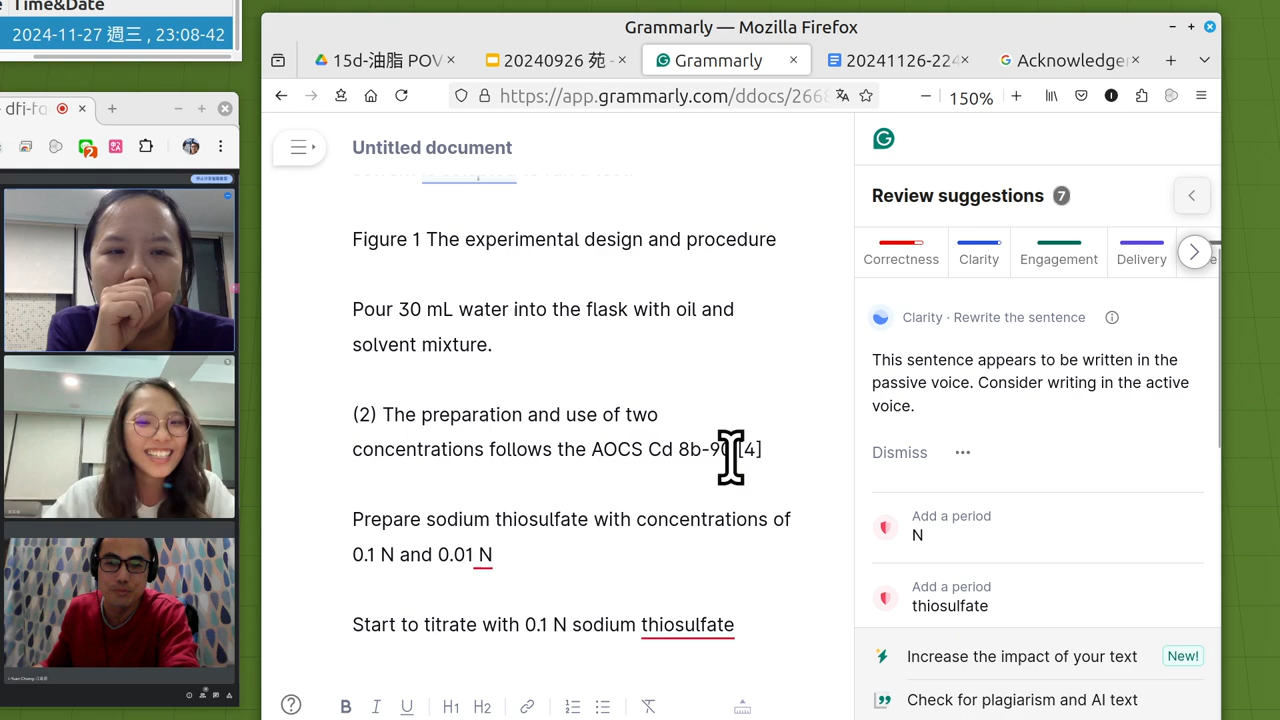 Time&Date
2024-11-27 週三 , 23:08-42
Grammarly — Mozilla Firefox
15d-油脂 POV
20240926 苑 -
Grammarly
20241126-224
Acknowledge
https://app.grammarly.com/ddocs/266
150%
2
Untitled document
Figure 1 The experimental design and procedure
Pour 30 mL water into the flask with oil and
solvent mixture.
(2) The preparation and use of two
concentrations follows the AOCS Cd 8b-90 [4]
Prepare sodium thiosulfate with concentrations of
0.1 N and 0.01 N
Start to titrate with 0.1 N sodium thiosulfate
B I U H1 H2
Review suggestions 7
Correctness
Clarity
Engagement
Delivery
Clarity · Rewrite the sentence
This sentence appears to be written in the
passive voice. Consider writing in the active
voice.
Dismiss
Add a period
N
Add a period
thiosulfate
Increase the impact of your text
New!
Check for plagiarism and AI text